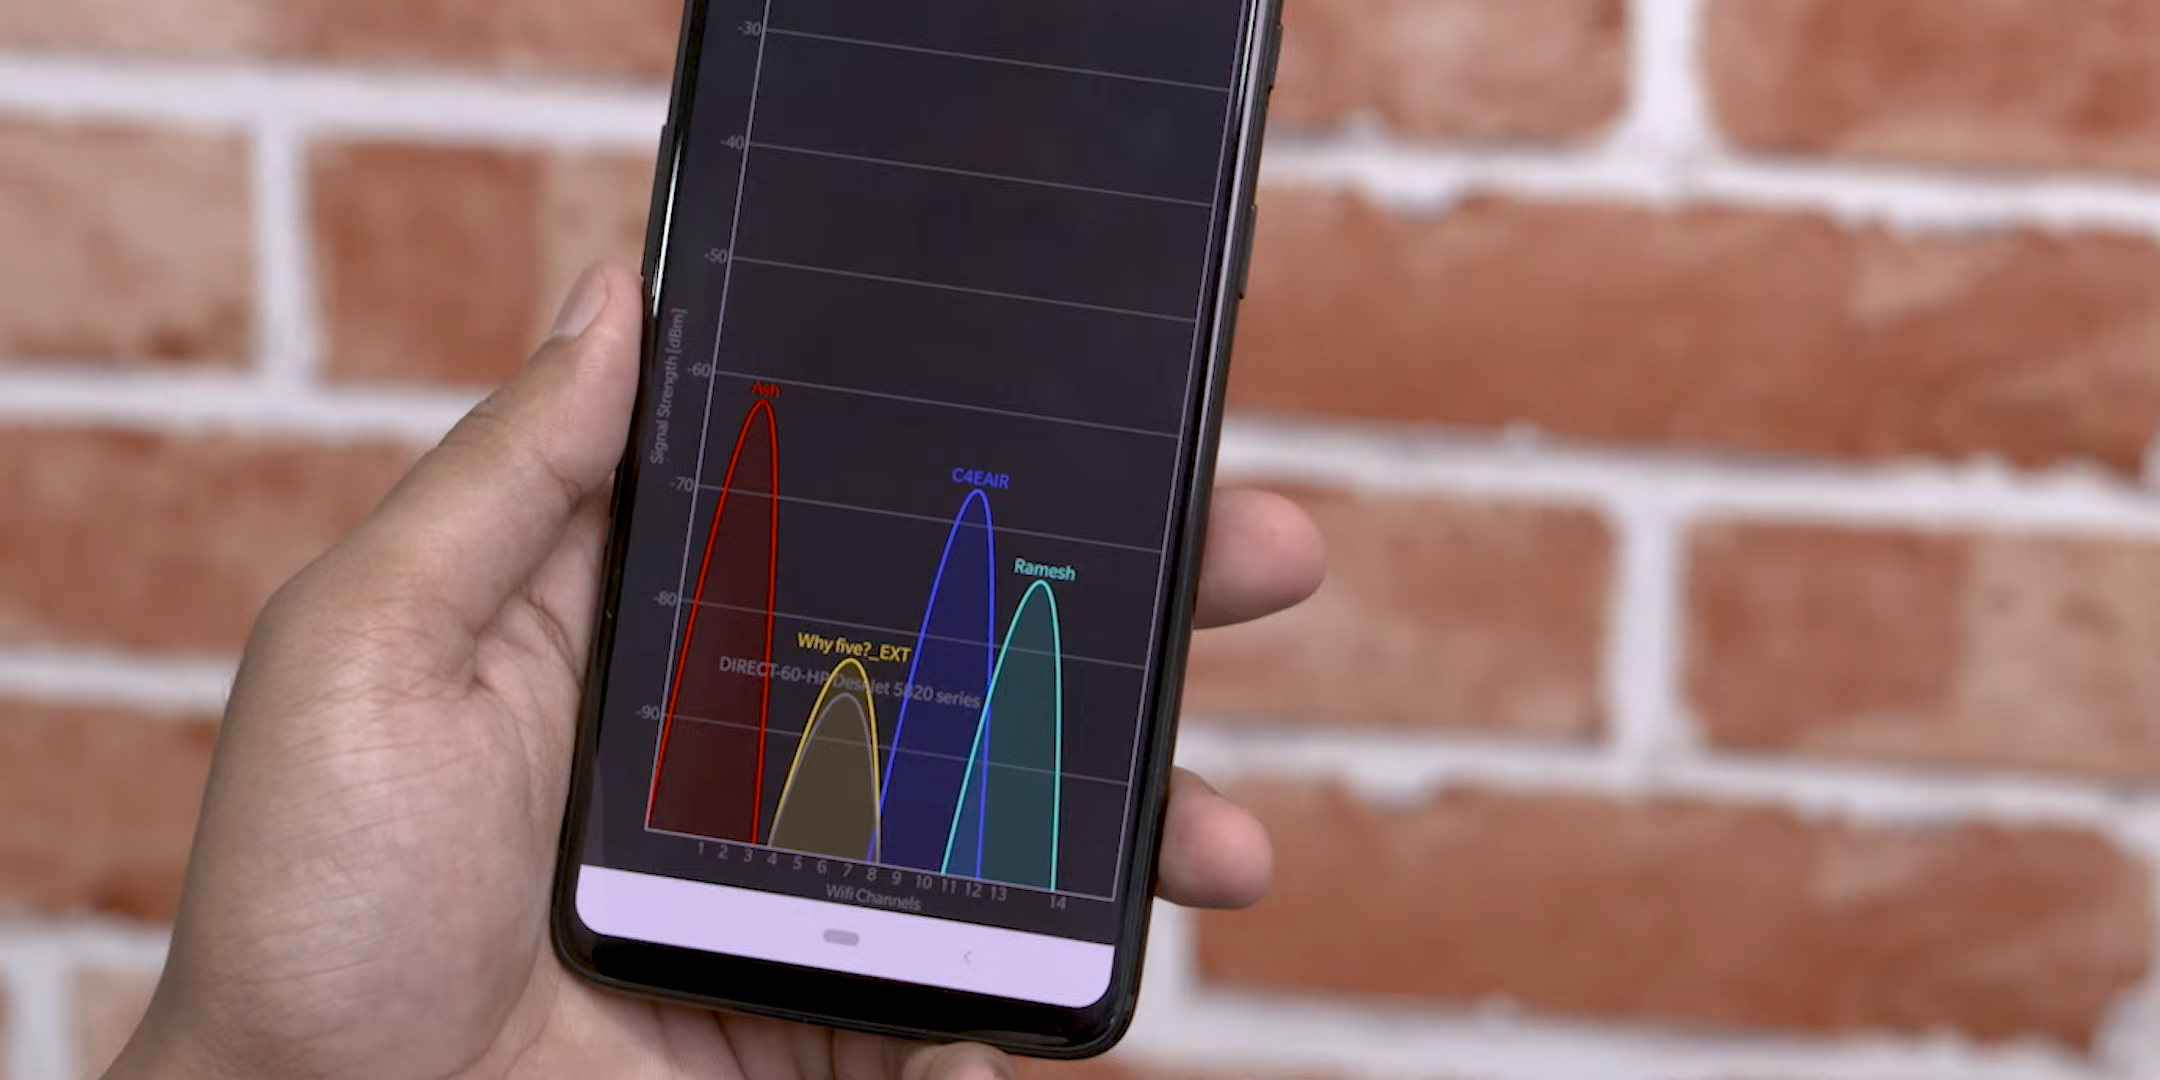 -30
-40
-50
-60
Signal Strength [dBm]
Ash
-70
C4EAIR
Ramesh
-80
Why five?_EXT
DIRECT-60-HP DeskJet 5820 series
-90
1 2 3 4 5 6 7 8 9 10 11 12 13 14
Wifi Channels